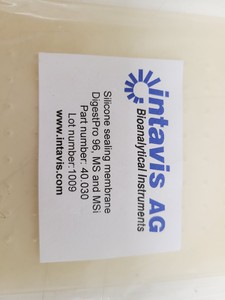 intavis AG
Bioanalytical Instruments
Silicone sealing membrane
DigestPro 96, MS and MSi
Part number: 40.030
Lot number:1009
www.intavis.com